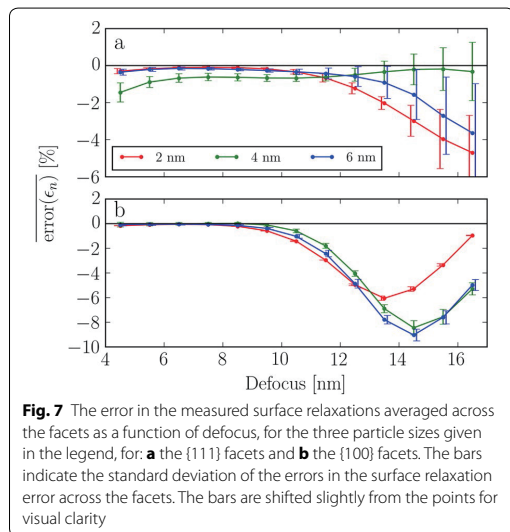 a
2
0
−2
−4
−6
error(ϵn) [%]
2 nm 4 nm 6 nm
b
2
0
−2
−4
−6
−8
−10
4 6 8 10 12 14 16
Defocus [nm]
Fig. 7 The error in the measured surface relaxations averaged across
the facets as a function of defocus, for the three particle sizes given
in the legend, for: a the {111} facets and b the {100} facets. The bars
indicate the standard deviation of the errors in the surface relaxation
error across the facets. The bars are shifted slightly from the points for
visual clarity